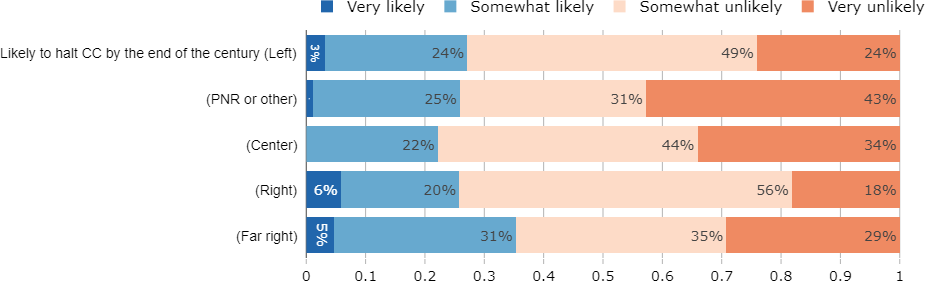 Very likely Somewhat likely Somewhat unlikely Very unlikely
Likely to halt CC by the end of the century (Left) 3% 24% 49% 24%
(PNR or other) 25% 31% 43%
(Center) 22% 44% 34%
(Right) 6% 20% 56% 18%
(Far right) 5% 31% 35% 29%
0 0.1 0.2 0.3 0.4 0.5 0.6 0.7 0.8 0.9 1